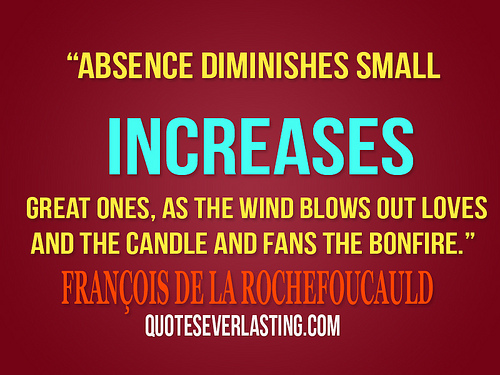 “ABSENCE DIMINISHES SMALL
INCREASES
GREAT ONES, AS THE WIND BLOWS OUT LOVES
AND THE CANDLE AND FANS THE BONFIRE.”
FRANÇOIS DE LA ROCHEFOUCAULD
QUOTESEVERLASTING.COM